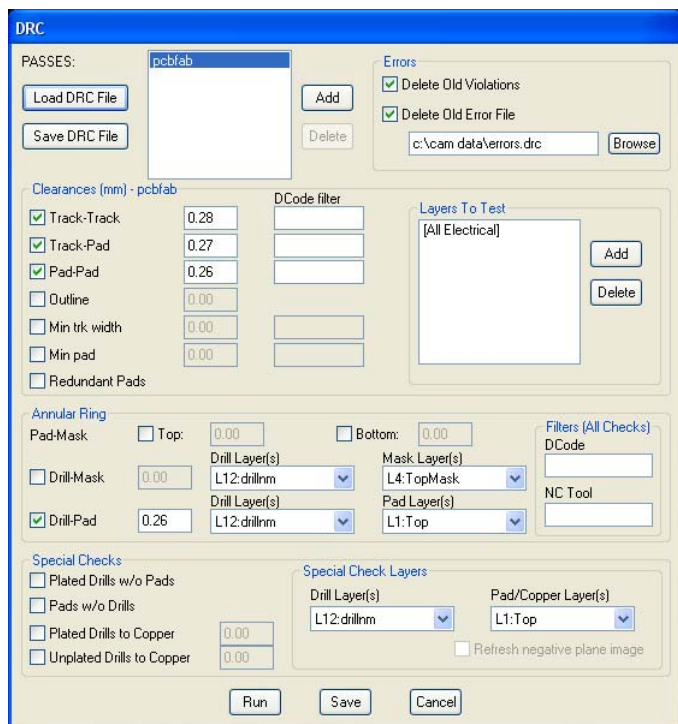 DRC
PASSES:
pcbfab
Load DRC File
Save DRC File
Add
Delete
Errors
Delete Old Violations
Delete Old Error File
c:\cam data\errors.drc
Browse
Clearances (mm) - pcbfab
DCode filter
Track-Track 0.28
Track-Pad 0.27
Pad-Pad 0.26
Outline 0.00
Min trk width 0.00
Min pad 0.00
Redundant Pads
Layers To Test
[All Electrical]
Add
Delete
Annular Ring
Pad-Mask Top: 0.00 Bottom: 0.00
Drill Layer(s) Mask Layer(s)
Drill-Mask 0.00 L12:drillnm L4:TopMask
Drill Layer(s) Pad Layer(s)
Drill-Pad 0.26 L12:drillnm L1:Top
Filters (All Checks)
DCode
NC Tool
Special Checks
Plated Drills w/o Pads
Pads w/o Drills
Plated Drills to Copper 0.00
Unplated Drills to Copper 0.00
Special Check Layers
Drill Layer(s) Pad/Copper Layer(s)
L12:drillnm L1:Top
Refresh negative plane image
Run Save Cancel